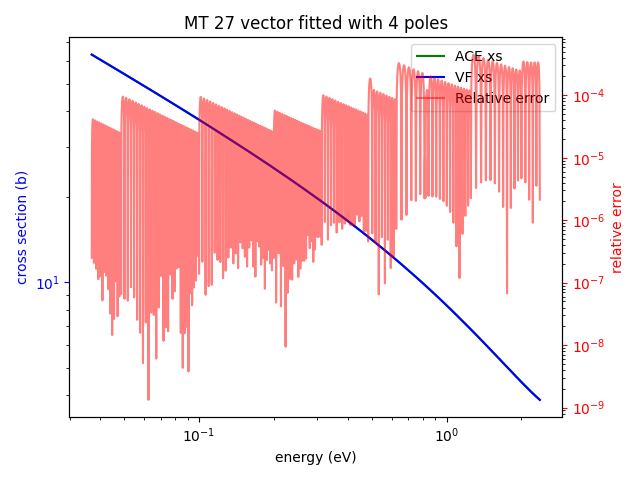 MT 27 vector fitted with 4 poles
ACE xs
VF xs
Relative error
cross section (b)
10¹
10⁻⁴
10⁻⁵
10⁻⁶
10⁻⁷
10⁻⁸
10⁻⁹
relative error
10⁻¹
10⁰
energy (eV)